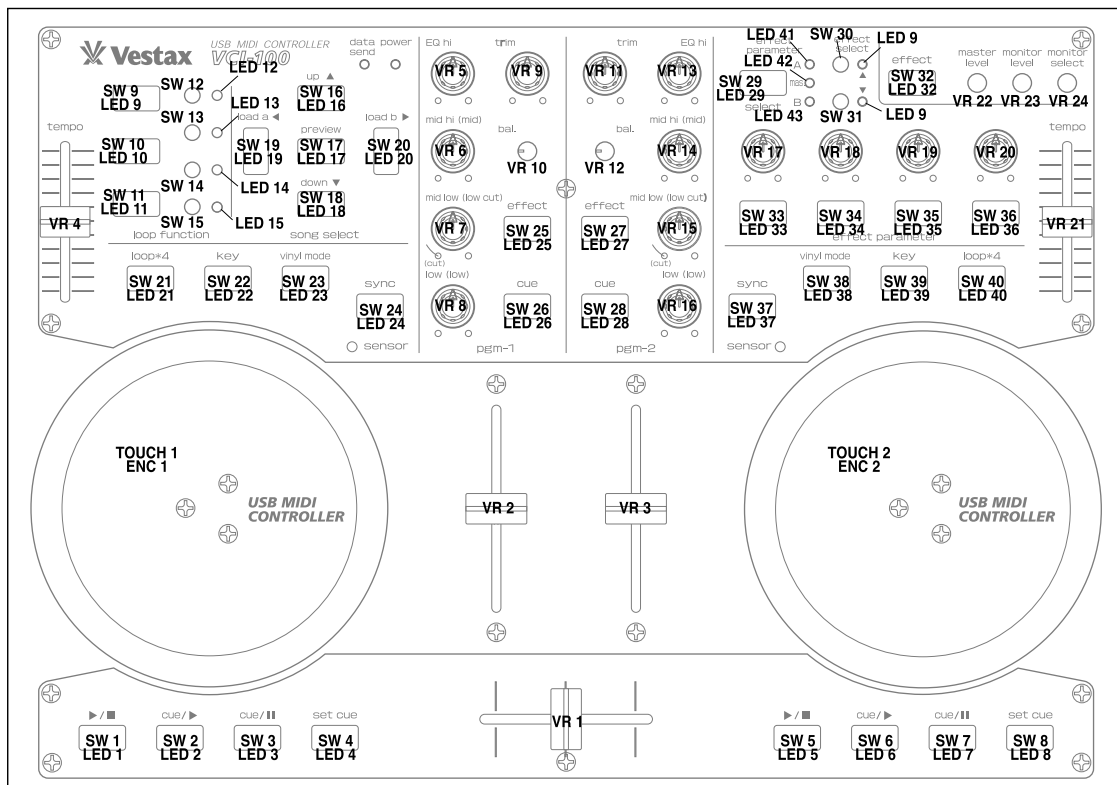 Vestax
USB MIDI CONTROLLER
VCI-100
data send
power
SW 9
LED 9
SW 12
LED 12
SW 13
LED 13
SW 10
LED 10
SW 14
LED 14
SW 11
LED 11
SW 15
LED 15
tempo
VR 4
loop function
up ▲
SW 16
LED 16
load a ◀
SW 19
LED 19
preview
SW 17
LED 17
load b ▶
SW 20
LED 20
down ▼
SW 18
LED 18
song select
loop*4
SW 21
LED 21
key
SW 22
LED 22
vinyl mode
SW 23
LED 23
sync
SW 24
LED 24
sensor
EQ hi
VR 5
trim
VR 9
mid hi (mid)
VR 6
bal.
VR 10
mid low (low cut)
VR 7
(cut)
effect
SW 25
LED 25
low (low)
VR 8
cue
SW 26
LED 26
pgm-1
trim
VR 11
EQ hi
VR 13
bal.
VR 12
mid hi (mid)
VR 14
mid low (low cut)
VR 15
(cut)
effect
SW 27
LED 27
low (low)
VR 16
cue
SW 28
LED 28
pgm-2
LED 41
SW 30
LED 9
effect parameter
effect select
LED 42
A
mas.
B
SW 29
LED 29
select
LED 43
SW 31
▲
▼
LED 9
effect
SW 32
LED 32
master level
VR 22
monitor level
VR 23
monitor select
VR 24
VR 17
VR 18
VR 19
VR 20
SW 33
LED 33
SW 34
LED 34
SW 35
LED 35
SW 36
LED 36
effect parameter
tempo
VR 21
sync
SW 37
LED 37
sensor
vinyl mode
SW 38
LED 38
key
SW 39
LED 39
loop*4
SW 40
LED 40
TOUCH 1
ENC 1
USB MIDI
CONTROLLER
VR 2
VR 3
TOUCH 2
ENC 2
USB MIDI
CONTROLLER
▶/■
SW 1
LED 1
cue/▶
SW 2
LED 2
cue/❚❚
SW 3
LED 3
set cue
SW 4
LED 4
VR 1
▶/■
SW 5
LED 5
cue/▶
SW 6
LED 6
cue/❚❚
SW 7
LED 7
set cue
SW 8
LED 8